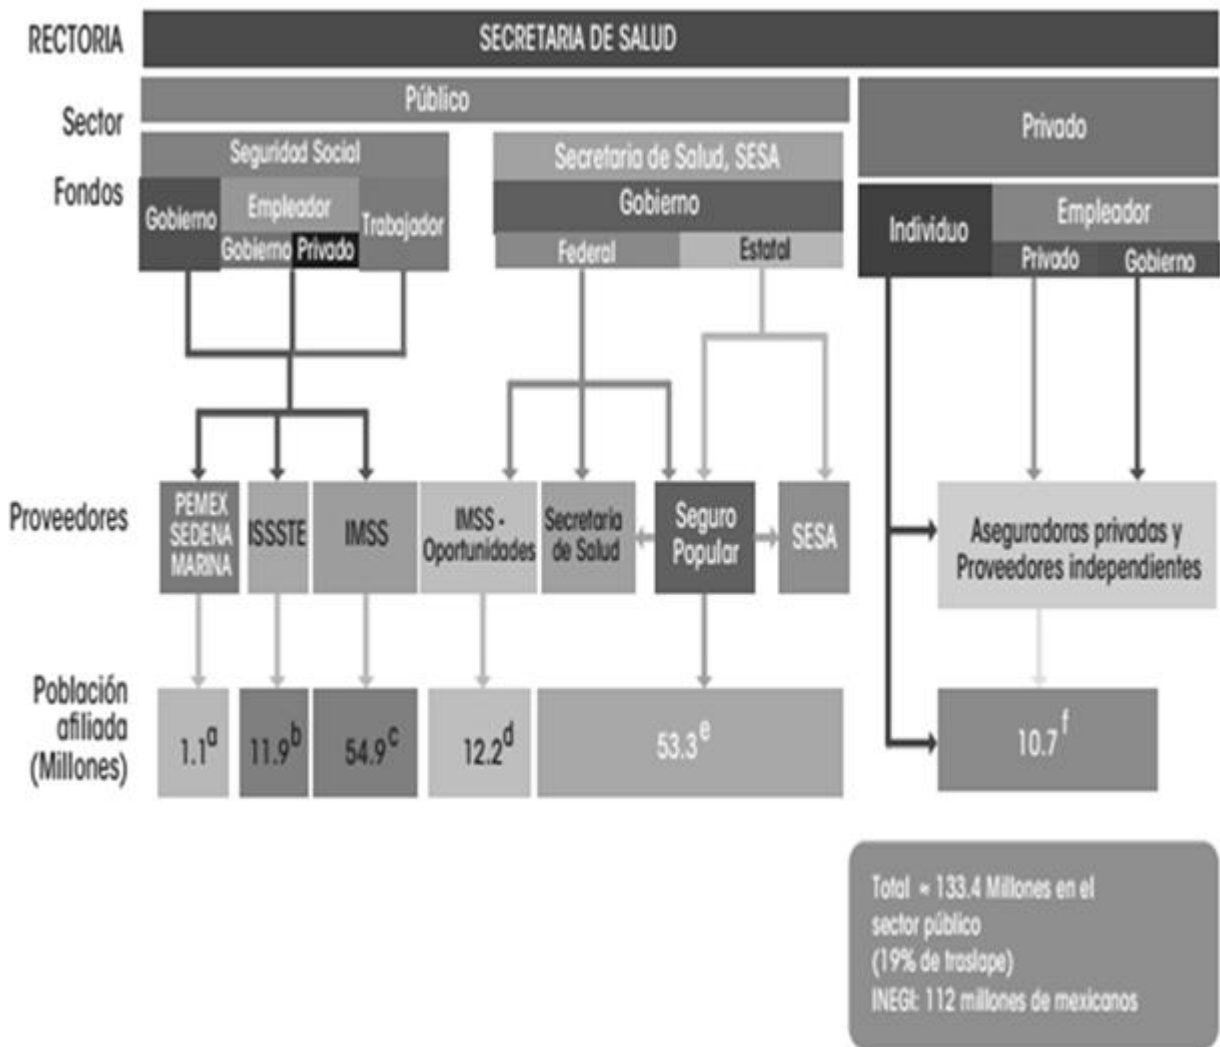 RECTORIA
SECRETARIA DE SALUD
Sector
Público
Privado
Seguridad Social
Secretaria de Salud, SESA
Fondos
Gobierno
Empleador
Gobierno
Privado
Trabajador
Gobierno
Federal
Estatal
Individuo
Empleador
Privado
Gobierno
Proveedores
PEMEX
SEDENA
MARINA
ISSSTE
IMSS
IMSS -
Oportunidades
Secretaria
de Salud
Seguro
Popular
SESA
Aseguradoras privadas y
Proveedores independientes
Población
afiliada
(Millones)
1.1a
11.9b
54.9c
12.2d
53.3e
10.7f
Total ≈ 133.4 Millones en el
sector público
(19% de traslape)
INEGI: 112 millones de mexicanos